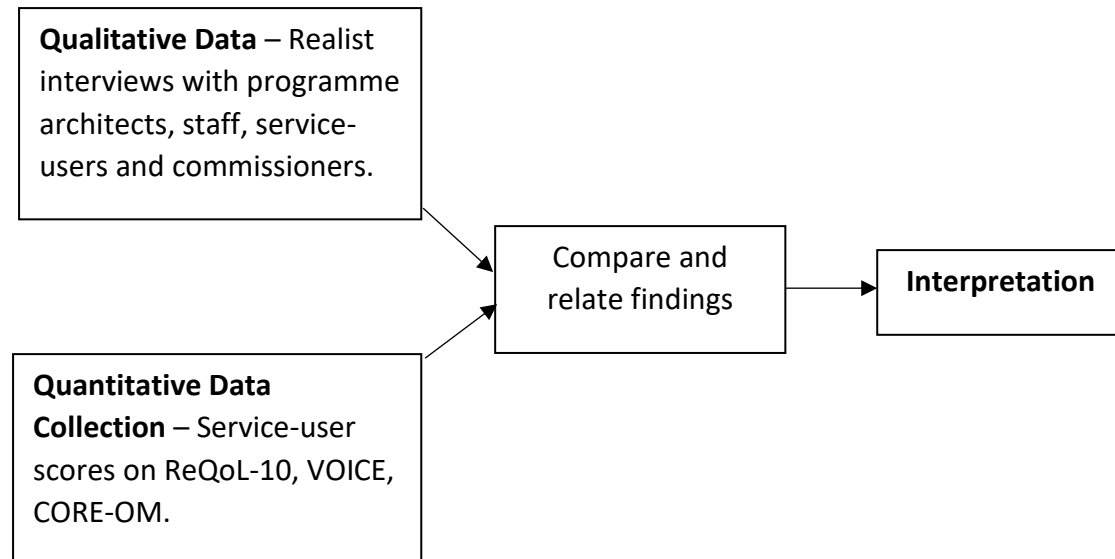 Qualitative Data – Realist
interviews with programme
architects, staff, service-
users and commissioners.
Compare and
relate findings
Interpretation
Quantitative Data
Collection – Service-user
scores on ReQoL-10, VOICE,
CORE-OM.